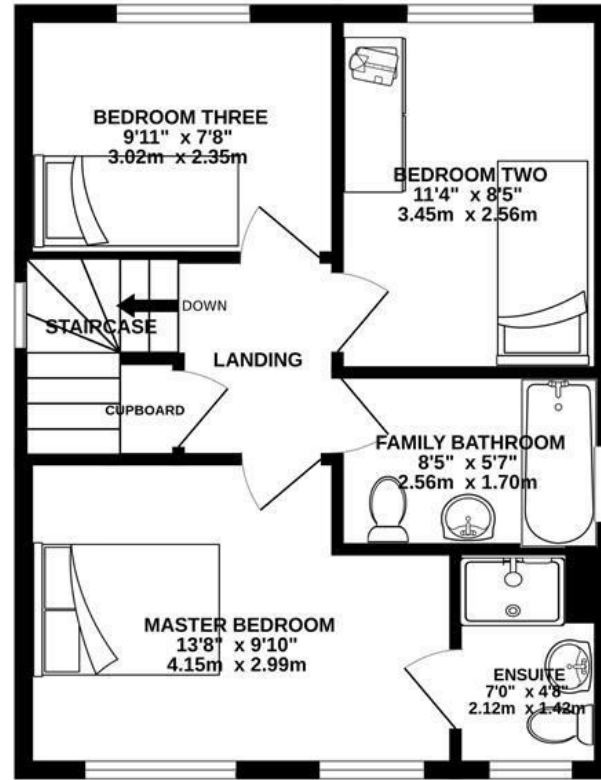 BEDROOM THREE
9'11" x 7'8"
3.02m x 2.35m
BEDROOM TWO
11'4" x 8'5"
3.45m x 2.56m
DOWN
STAIRCASE
LANDING
CUPBOARD
FAMILY BATHROOM
8'5" x 5'7"
2.56m x 1.70m
MASTER BEDROOM
13'8" x 9'10"
4.15m x 2.99m
ENSUITE
7'0" x 4'8"
2.12m x 1.42m